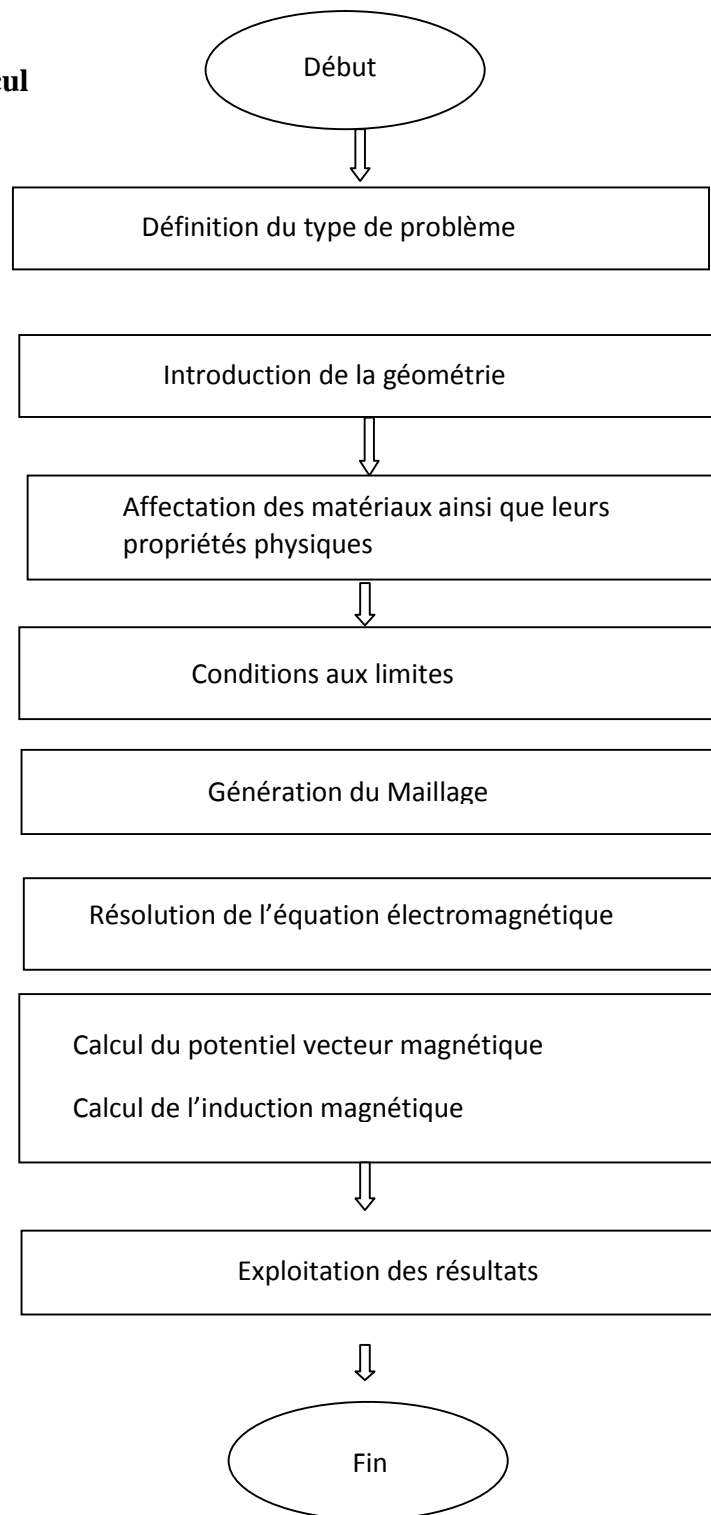 Début
Définition du type de problème
Introduction de la géométrie
Affectation des matériaux ainsi que leurs
propriétés physiques
Conditions aux limites
Génération du Maillage
Résolution de l’équation électromagnétique
Calcul du potentiel vecteur magnétique
Calcul de l’induction magnétique
Exploitation des résultats
Fin